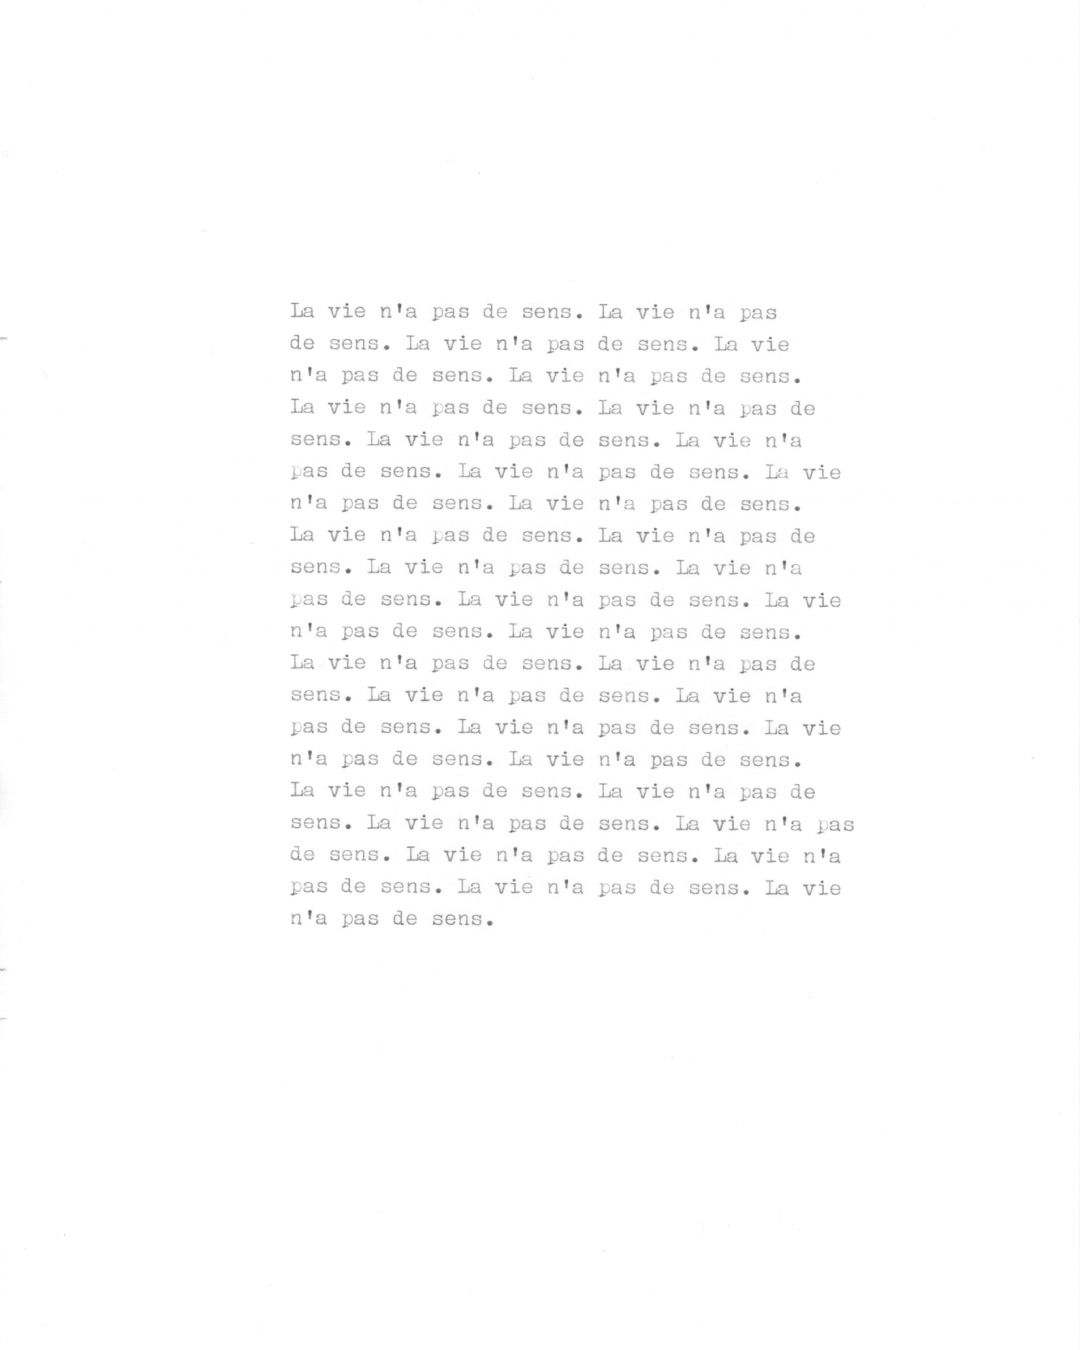 La vie n'a pas de sens. La vie n'a pas
de sens. La vie n'a pas de sens. La vie
n'a pas de sens. La vie n'a pas de sens.
La vie n'a pas de sens. La vie n'a pas de
sens. La vie n'a pas de sens. La vie n'a
pas de sens. La vie n'a pas de sens. La vie
n'a pas de sens. La vie n'a pas de sens.
La vie n'a pas de sens. La vie n'a pas de
sens. La vie n'a pas de sens. La vie n'a
pas de sens. La vie n'a pas de sens. La vie
n'a pas de sens. La vie n'a pas de sens.
La vie n'a pas de sens. La vie n'a pas de
sens. La vie n'a pas de sens. La vie n'a
pas de sens. La vie n'a pas de sens. La vie
n'a pas de sens. La vie n'a pas de sens.
La vie n'a pas de sens. La vie n'a pas de
sens. La vie n'a pas de sens. La vie n'a pas
de sens. La vie n'a pas de sens. La vie n'a
pas de sens. La vie n'a pas de sens. La vie
n'a pas de sens.